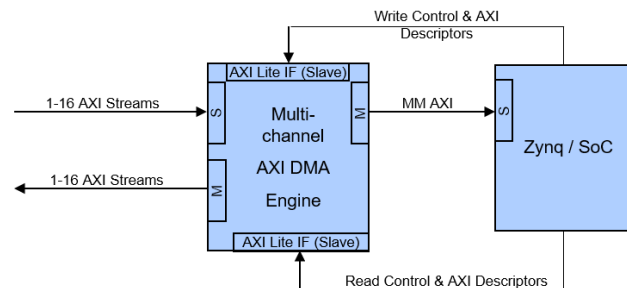 Write Control & AXI
Descriptors
AXI Lite IF (Slave)
1-16 AXI Streams
S
Multi-
channel
AXI DMA
Engine
M
MM AXI
S
Zynq / SoC
1-16 AXI Streams
M
AXI Lite IF (Slave)
Read Control & AXI Descriptors